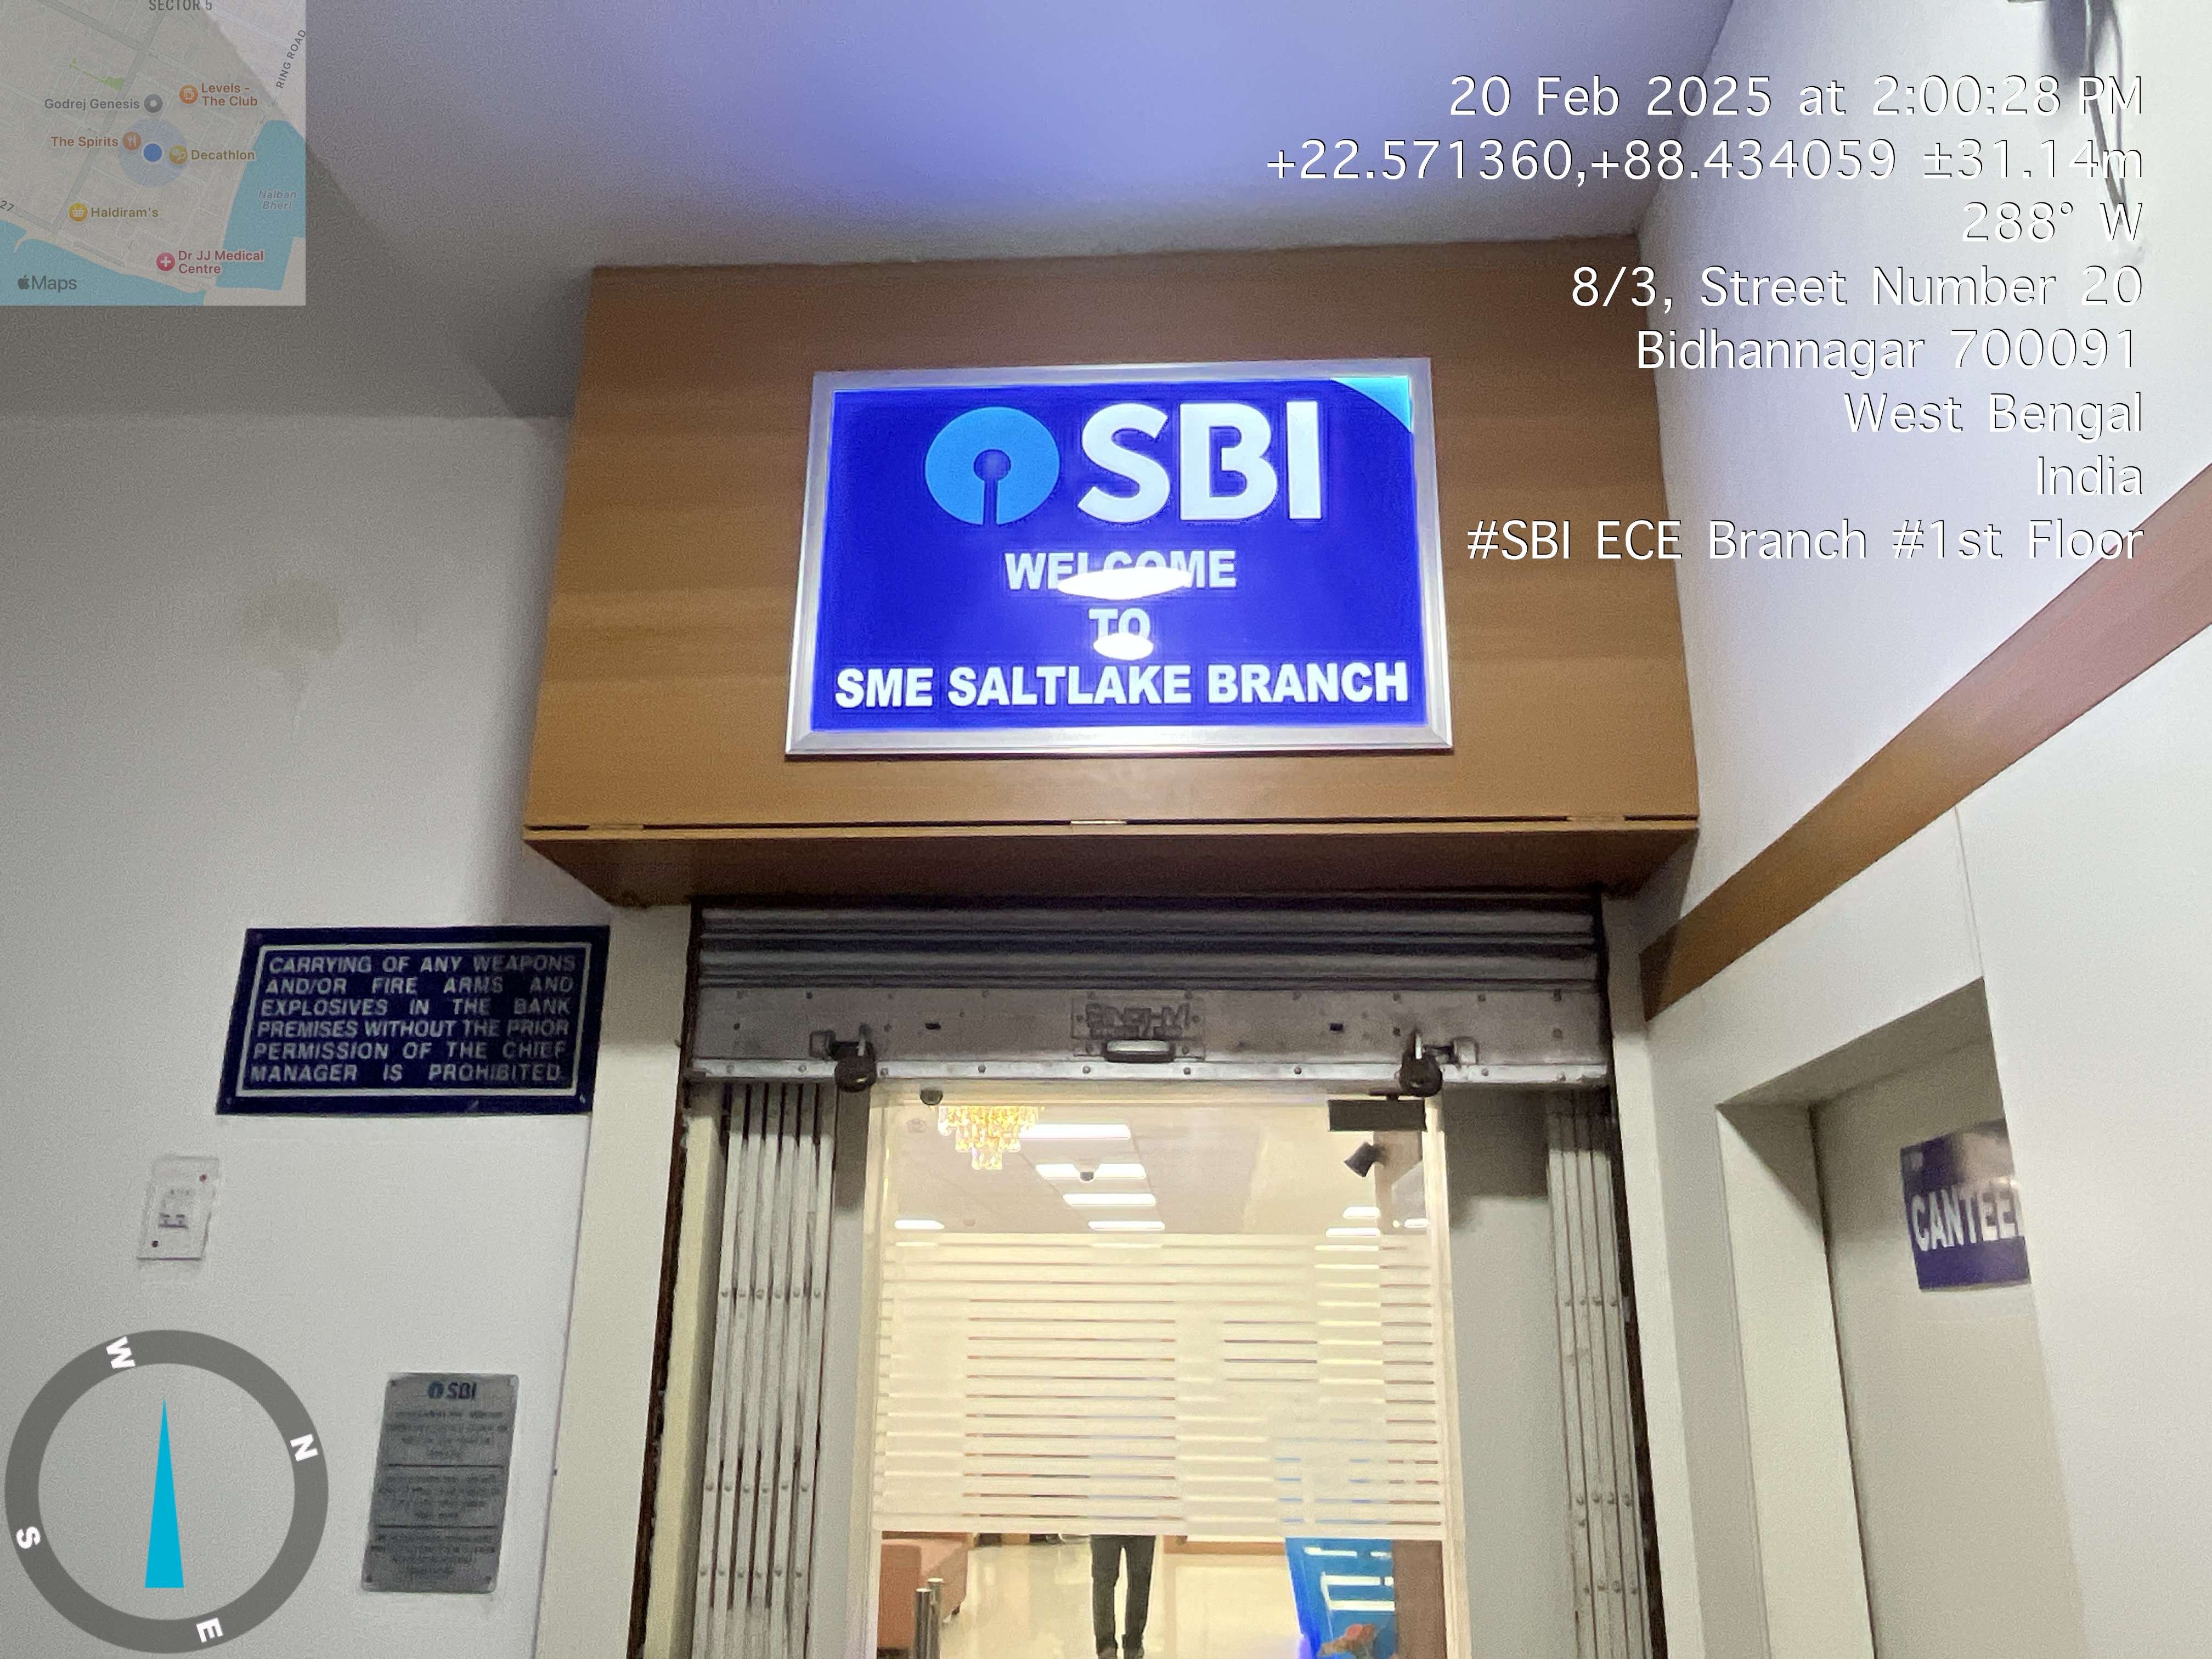 SECTOR 5
RING ROAD
Godrej Genesis
Levels -
The Club
The Spirits
Decathlon
Nalban
Bheri
27
Haldiram's
Dr JJ Medical
Centre
Maps
20 Feb 2025 at 2:00:28 PM
+22.571360,+88.434059 ±31.14m
288° W
8/3, Street Number 20
Bidhannagar 700091
West Bengal
India
#SBI ECE Branch #1st Floor
SBI
WELCOME
TO
SME SALTLAKE BRANCH
CARRYING OF ANY WEAPONS
AND/OR FIRE ARMS AND
EXPLOSIVES IN THE BANK
PREMISES WITHOUT THE PRIOR
PERMISSION OF THE CHIEF
MANAGER IS PROHIBITED.
CANTEE
SBI
W
N
S
E